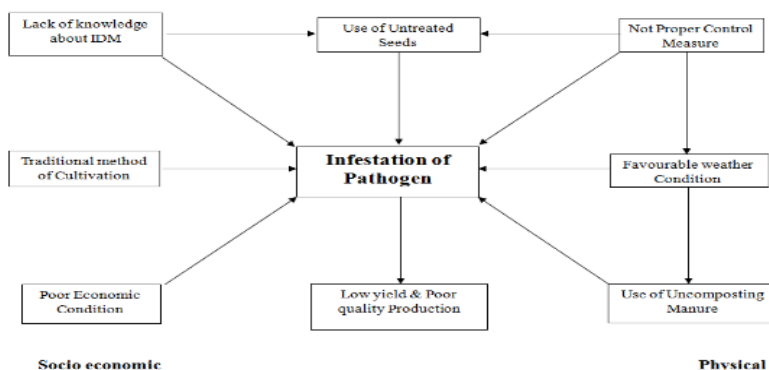 Lack of knowledge
about IDM
Use of Untreated
Seeds
Not Proper Control
Measure
Traditional method
of Cultivation
Infestation of
Pathogen
Favourable weather
Condition
Poor Economic
Condition
Low yield & Poor
quality Production
Use of Uncomposting
Manure
Socio economic
Physical